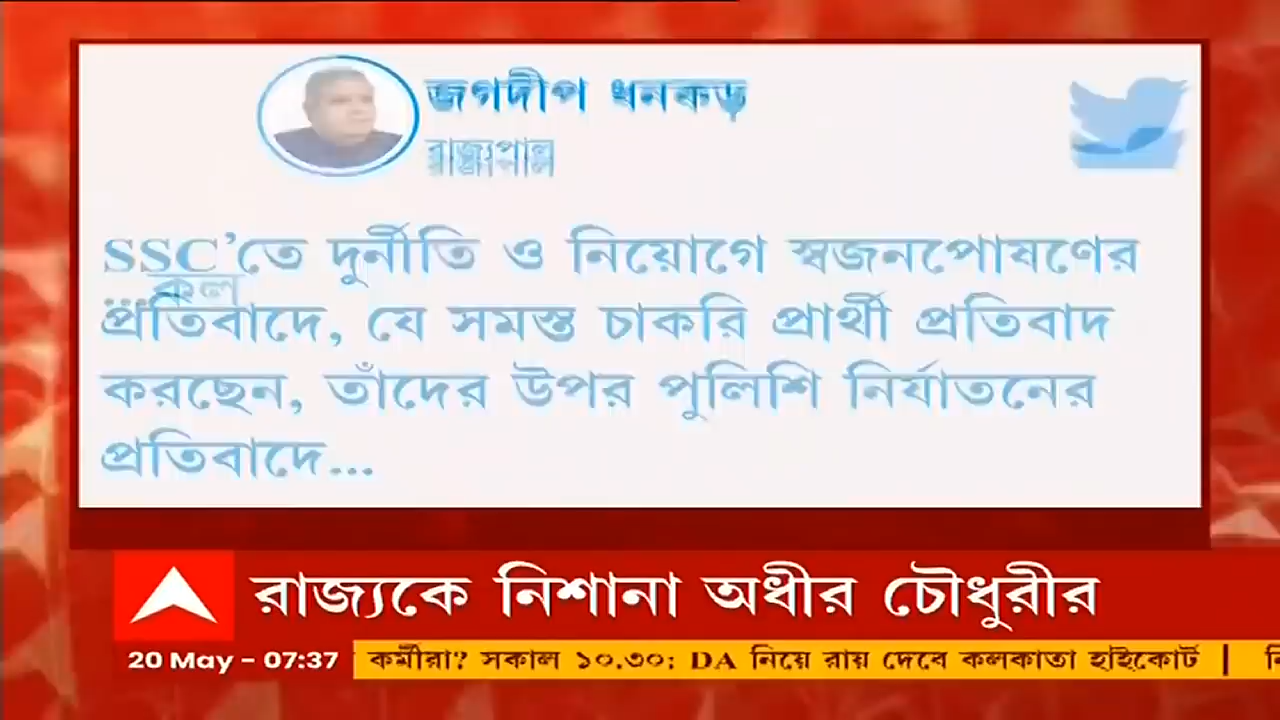 জগদীপ ধনকড়
রাজ্যপাল
SSC'তে দুর্নীতি ও নিয়োগে স্বজনপোষণের
...কল
প্রতিবাদে, যে সমস্ত চাকরি প্রার্থী প্রতিবাদ
করছেন, তাঁদের উপর পুলিশি নির্যাতনের
প্রতিবাদে...
রাজ্যকে নিশানা অধীর চৌধুরীর
20 May - 07:37
কর্মীরা? সকাল ১০.৩০: DA নিয়ে রায় দেবে কলকাতা হাইকোর্ট |